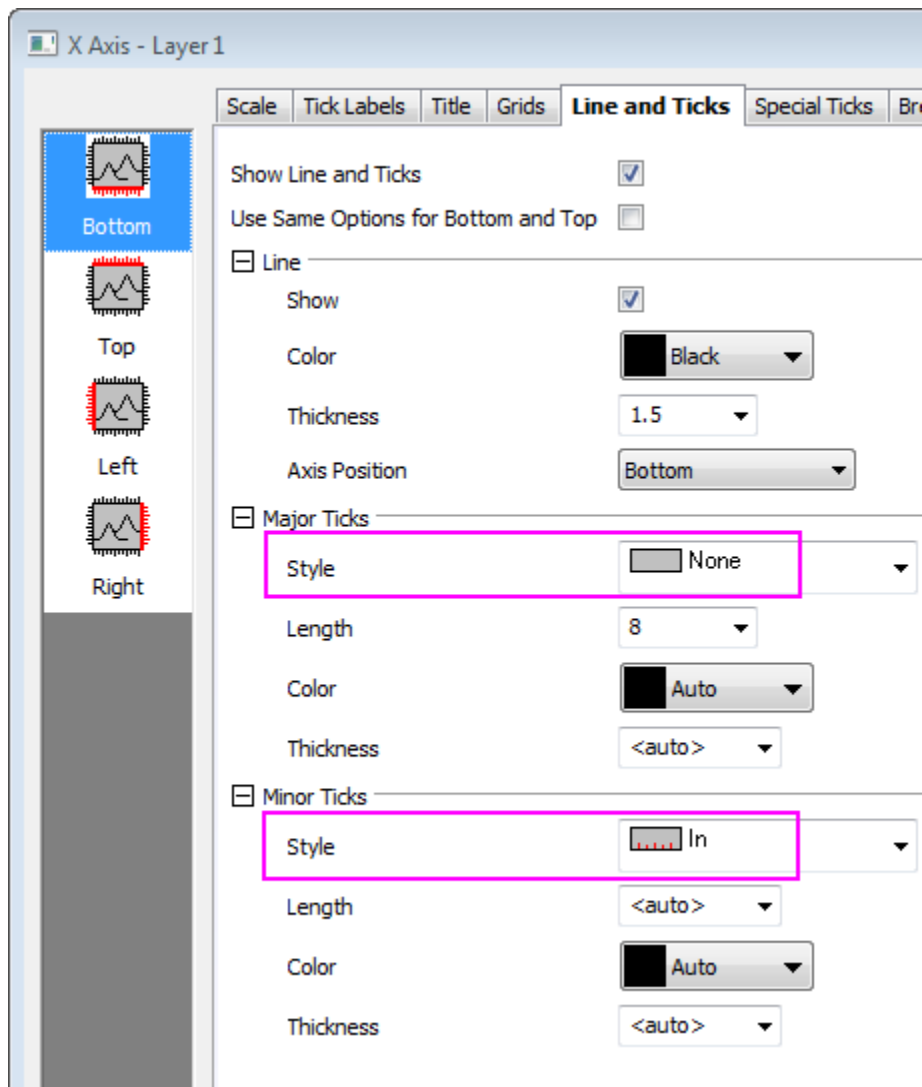 X Axis - Layer 1
Scale Tick Labels Title Grids Line and Ticks Special Ticks
Bottom
Top
Left
Right
Show Line and Ticks
Use Same Options for Bottom and Top
Line
Show
Color Black
Thickness 1.5
Axis Position Bottom
Major Ticks
Style None
Length 8
Color Auto
Thickness <auto>
Minor Ticks
Style In
Length <auto>
Color Auto
Thickness <auto>